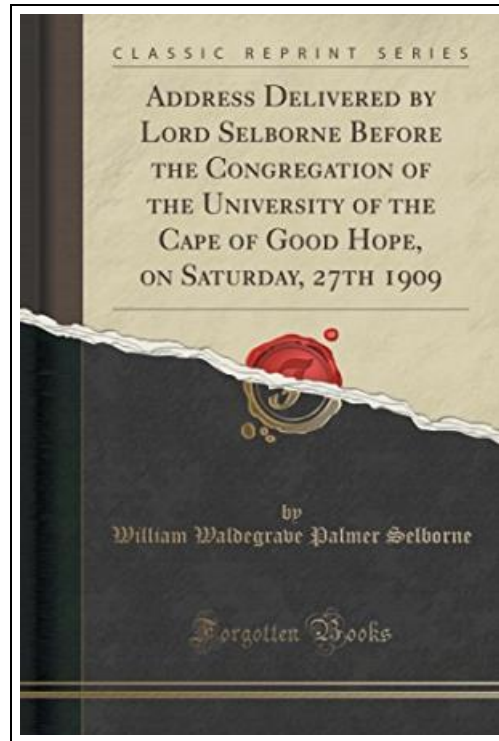 CLASSIC REPRINT SERIES
ADDRESS DELIVERED BY
LORD SELBORNE BEFORE
THE CONGREGATION OF
THE UNIVERSITY OF THE
CAPE OF GOOD HOPE,
ON SATURDAY, 27TH 1909
F
by
William Waldegrave Palmer Selborne
Forgotten Books